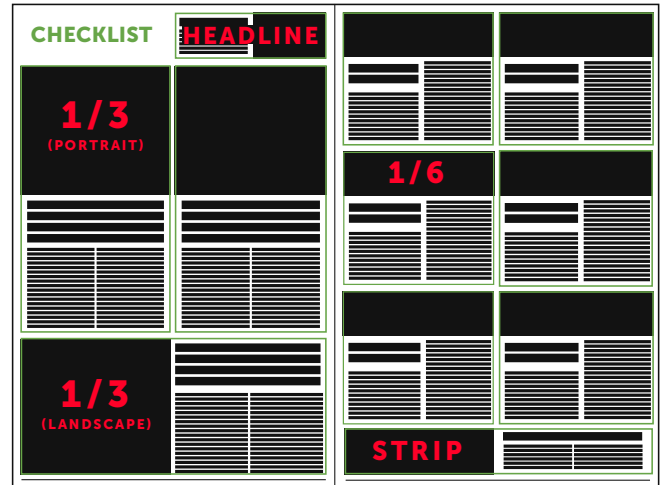 CHECKLIST
HEADLINE
1/3
(PORTRAIT)
1/3
(LANDSCAPE)
1/6
STRIP